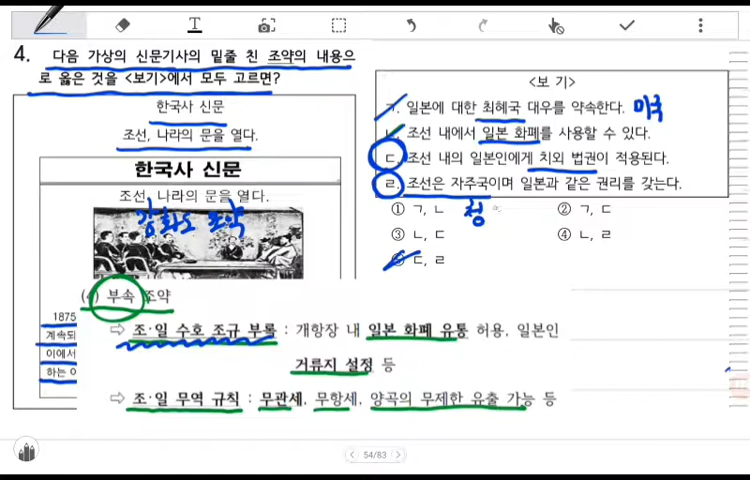 4. 다음 가상의 신문기사의 밑줄 친 조약의 내용으
로 옳은 것을 <보기>에서 모두 고르면?
한국사 신문
조선, 나라의 문을 열다.
한국사 신문
조선, 나라의 문을 열다.
강화도 조약
부속 조약
1875
계속되
이에서
하는 이
⇨ 조·일 수호 조규 부록 : 개항장 내 일본 화폐 유통 허용, 일본인
거류지 설정 등
⇨ 조·일 무역 규칙 : 무관세, 무항세, 양곡의 무제한 유출 가능 등
<보 기>
ㄱ. 일본에 대한 최혜국 대우를 약속한다. 미국
ㄴ. 조선 내에서 일본 화폐를 사용할 수 있다.
ㄷ. 조선 내의 일본인에게 치외 법권이 적용된다.
ㄹ. 조선은 자주국이며 일본과 같은 권리를 갖는다.
청
① ㄱ, ㄴ ② ㄱ, ㄷ
③ ㄴ, ㄷ ④ ㄴ, ㄹ
⑤ ㄷ, ㄹ
54/83